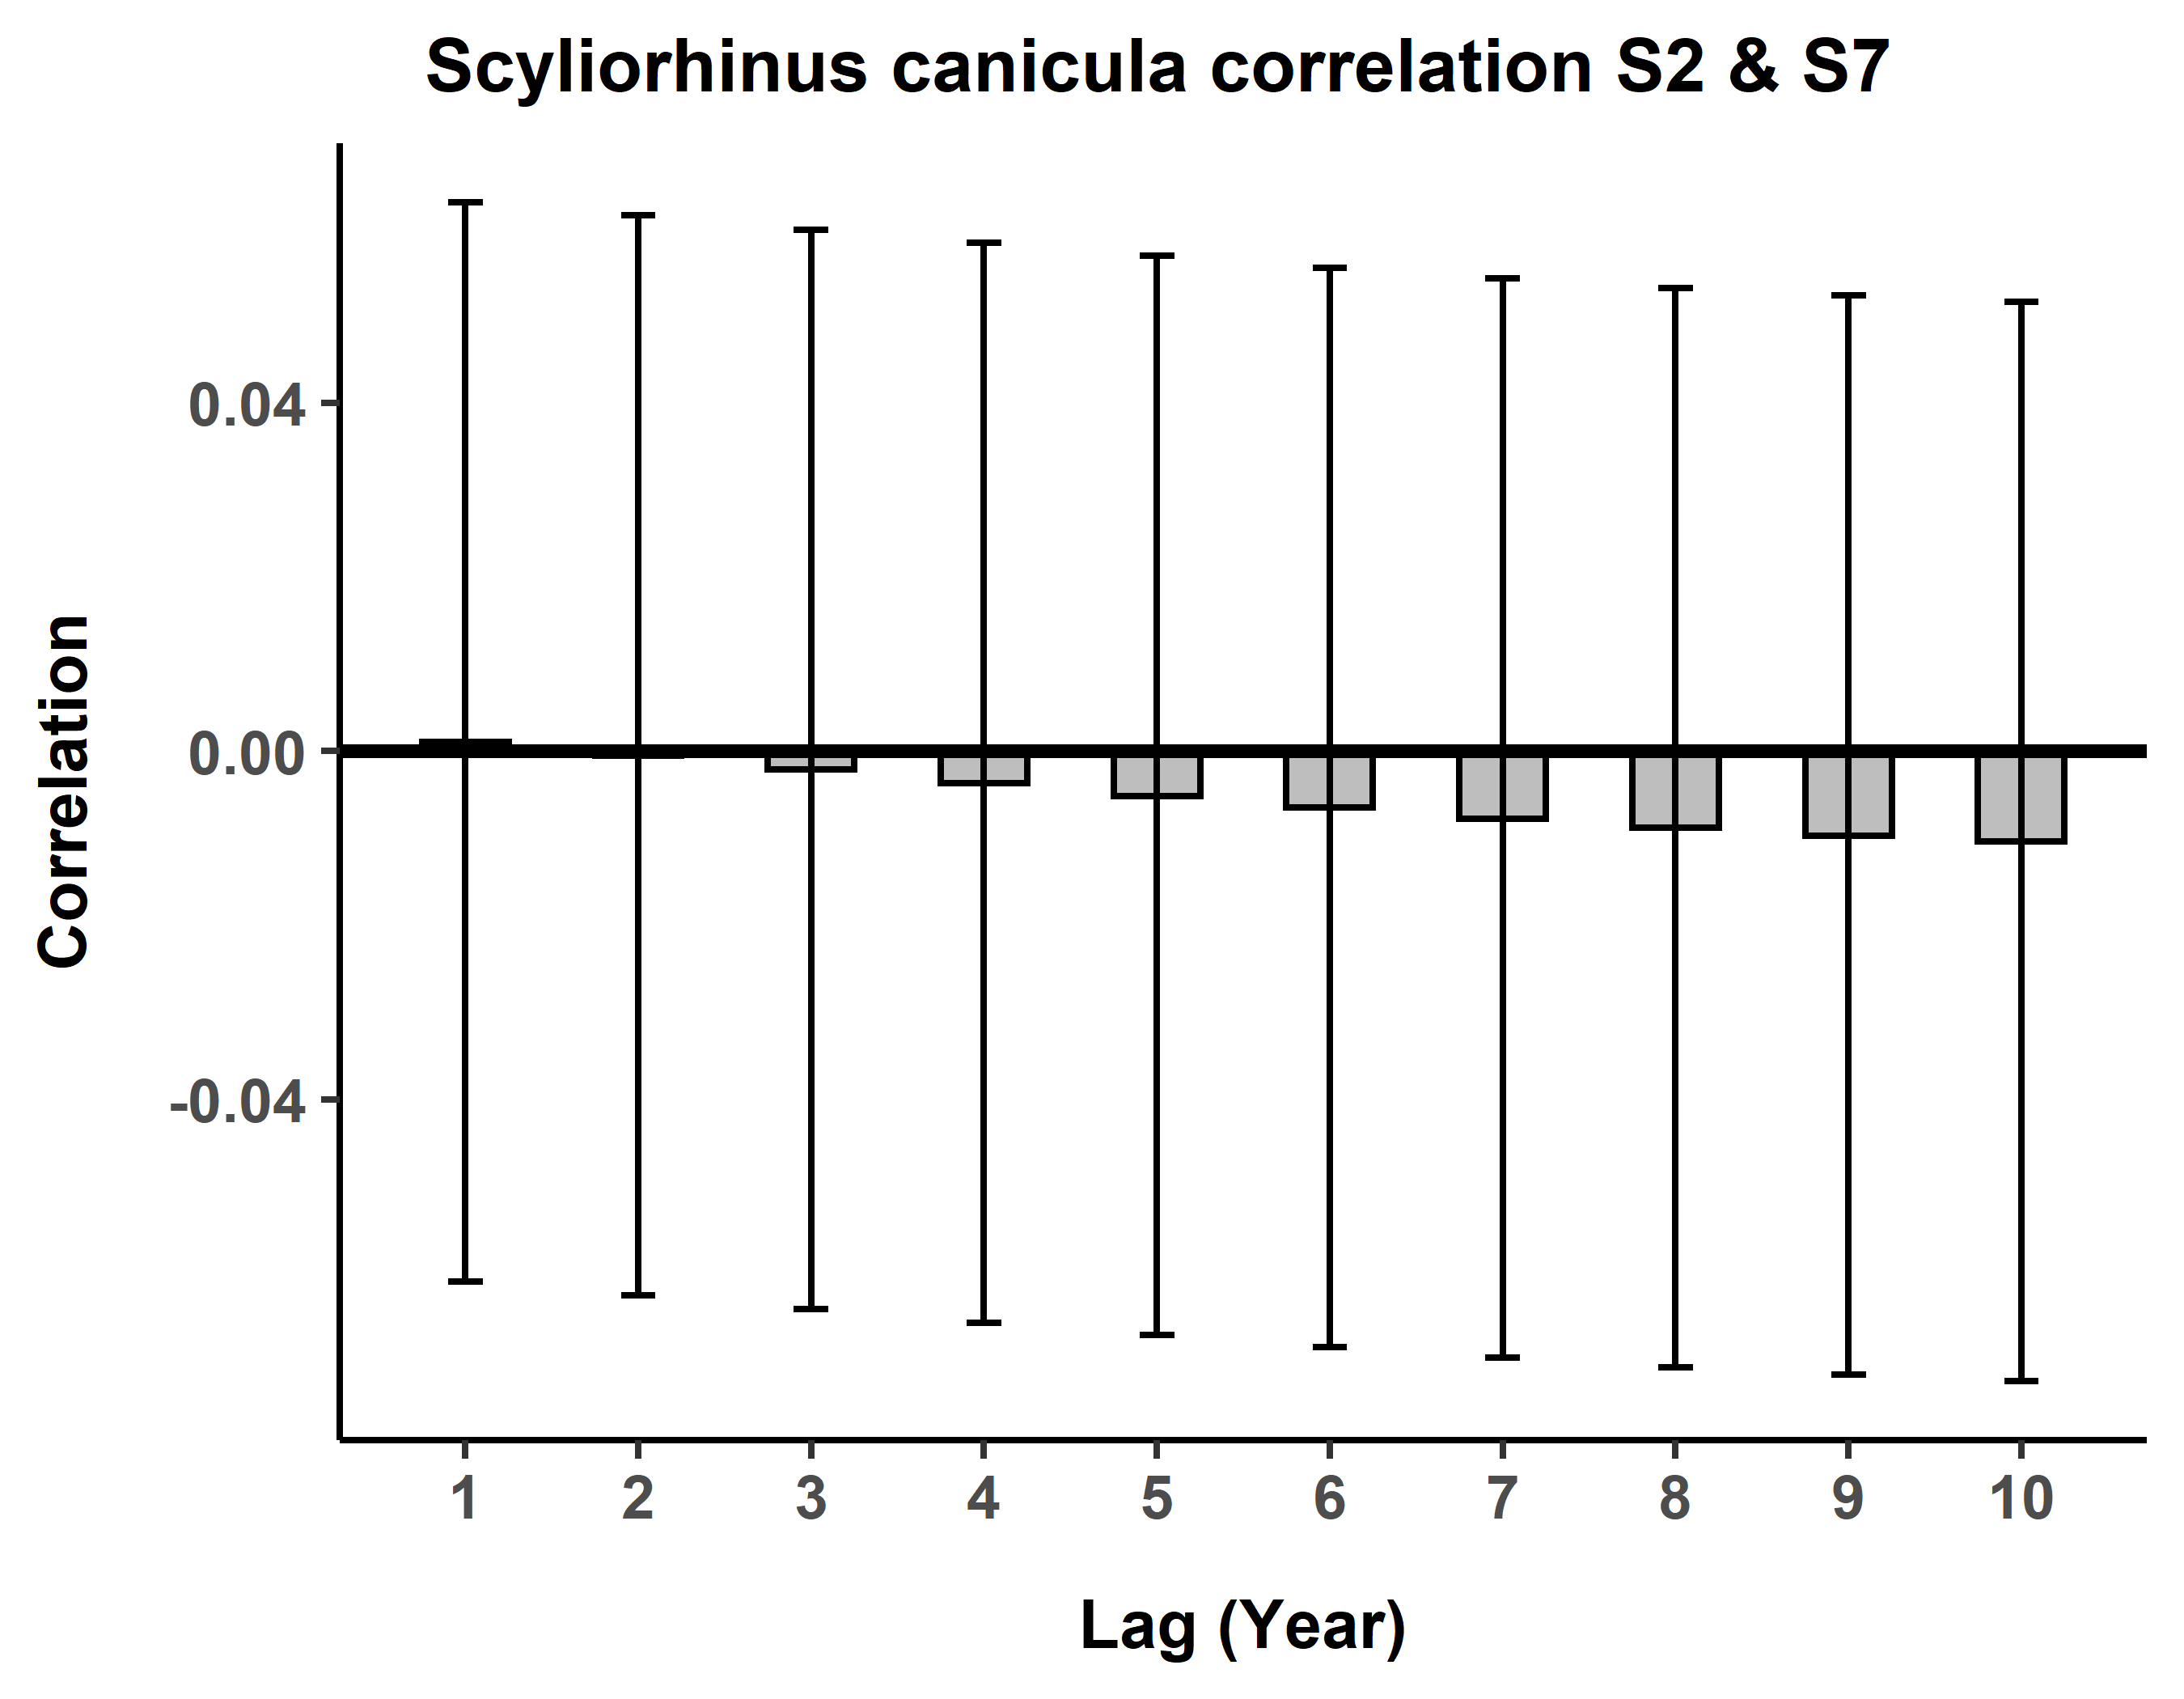 Scyliorhinus canicula correlation S2 & S7
Correlation
0.04
0.00
-0.04
1 2 3 4 5 6 7 8 9 10
Lag (Year)